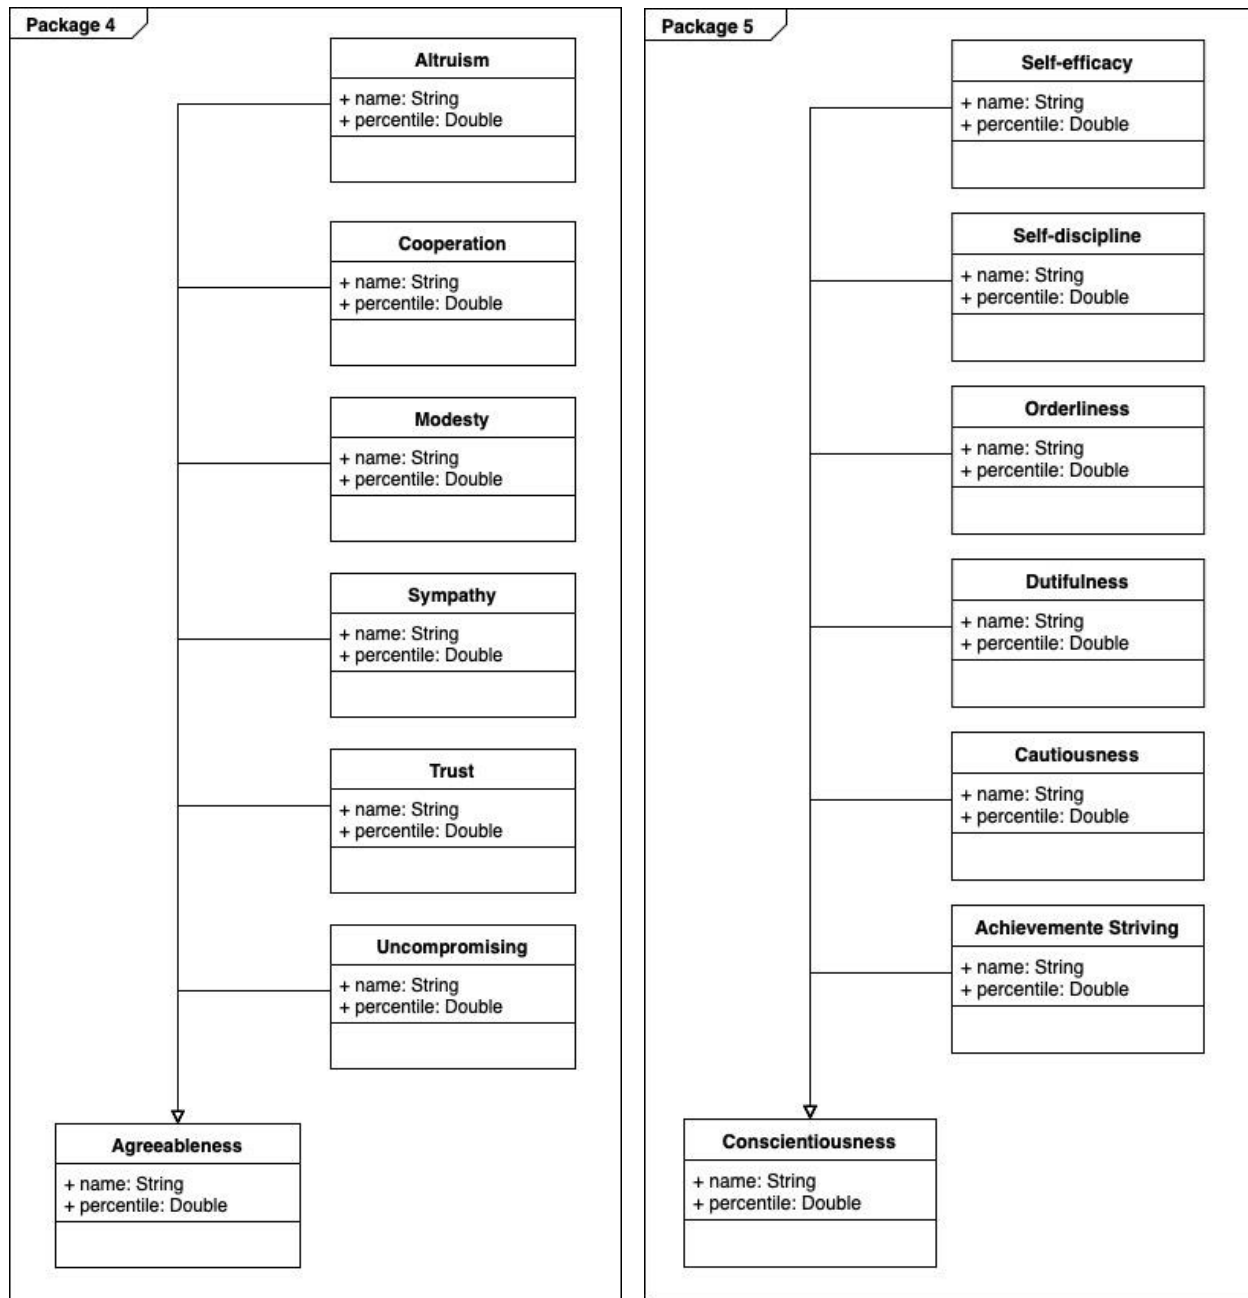 Package 4
Altruism
+ name: String
+ percentile: Double
Cooperation
+ name: String
+ percentile: Double
Modesty
+ name: String
+ percentile: Double
Sympathy
+ name: String
+ percentile: Double
Trust
+ name: String
+ percentile: Double
Uncompromising
+ name: String
+ percentile: Double
Agreeableness
+ name: String
+ percentile: Double
Package 5
Self-efficacy
+ name: String
+ percentile: Double
Self-discipline
+ name: String
+ percentile: Double
Orderliness
+ name: String
+ percentile: Double
Dutifulness
+ name: String
+ percentile: Double
Cautiousness
+ name: String
+ percentile: Double
Achievemente Striving
+ name: String
+ percentile: Double
Conscientiousness
+ name: String
+ percentile: Double